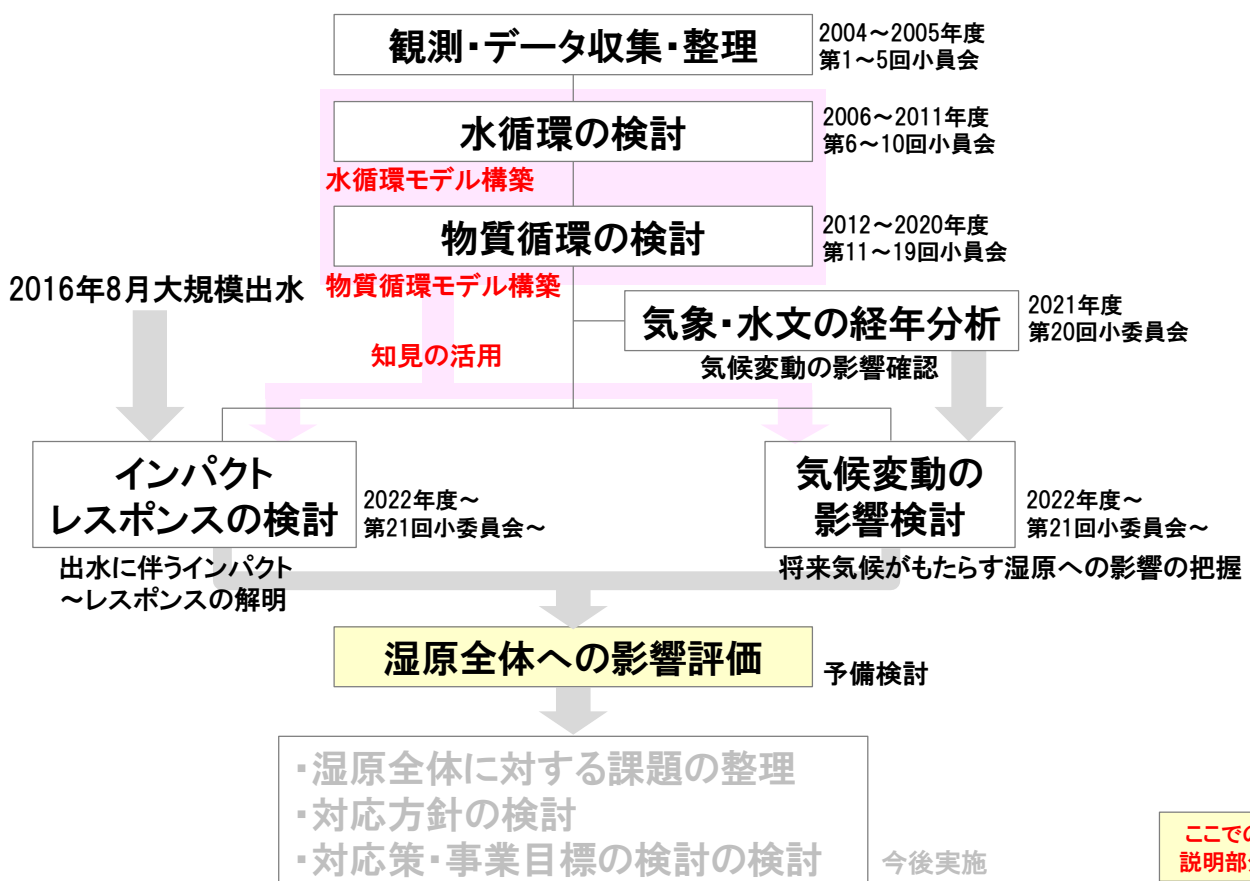 観測・データ収集・整理
2004～2005年度
第1～5回小員会
水循環の検討
2006～2011年度
第6～10回小員会
水循環モデル構築
物質循環の検討
2012～2020年度
第11～19回小員会
2016年8月大規模出水
物質循環モデル構築
気象・水文の経年分析
2021年度
第20回小委員会
知見の活用
気候変動の影響確認
インパクト
レスポンスの検討
2022年度～
第21回小委員会～
気候変動の
影響検討
2022年度～
第21回小委員会～
出水に伴うインパクト
～レスポンスの解明
将来気候がもたらす湿原への影響の把握
湿原全体への影響評価
予備検討
・湿原全体に対する課題の整理
・対応方針の検討
・対応策・事業目標の検討の検討
今後実施
ここでの
説明部